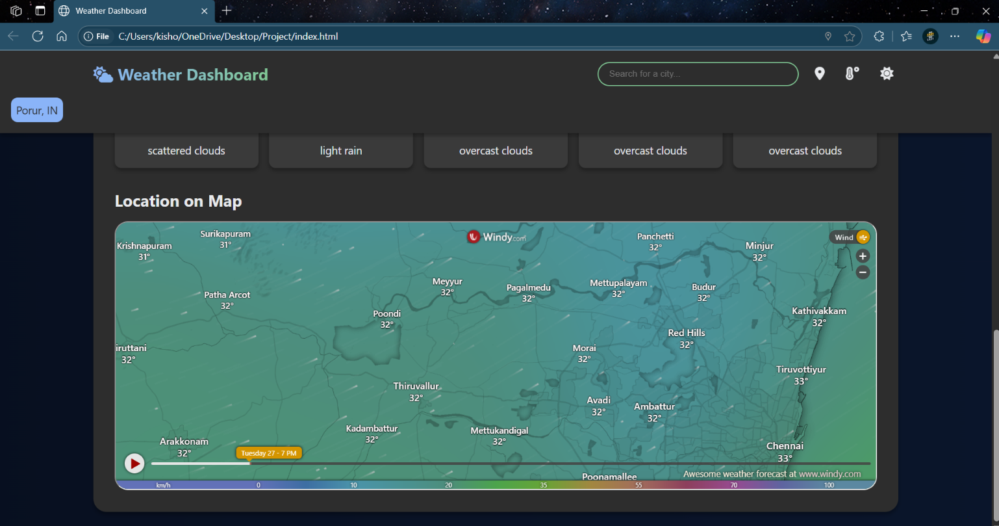 Weather Dashboard
File C:/Users/kisho/OneDrive/Desktop/Project/index.html
Weather Dashboard
Search for a city...
Porur, IN
scattered clouds
light rain
overcast clouds
overcast clouds
overcast clouds
Location on Map
Surikapuram
31°
Krishnapuram
31°
Windy.com
Panchetti
32°
Wind
Minjur
32°
+
−
Patha Arcot
32°
Meyyur
32°
Pagalmedu
32°
Mettupalayam
32°
Budur
32°
Poondi
32°
Kathivakkam
32°
Red Hills
32°
iruttani
32°
Morai
32°
Tiruvottiyur
33°
Thiruvallur
32°
Avadi
32°
Ambattur
32°
Kadambattur
32°
Mettukandigal
32°
Arakkonam
32°
Chennai
33°
Tuesday 27 - 7 PM
Poonamallee
Awesome weather forecast at www.windy.com
km/h 0 10 20 35 55 70 100